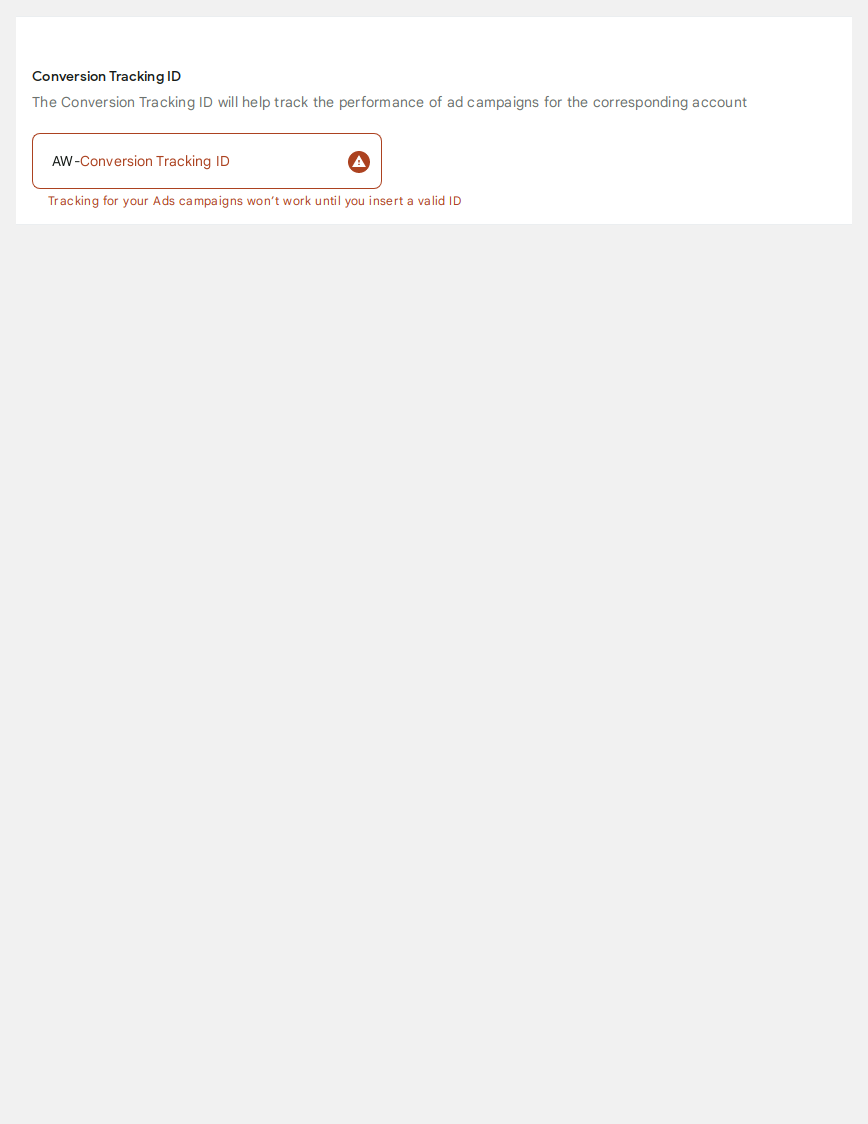 Conversion Tracking ID
The Conversion Tracking ID will help track the performance of ad campaigns for the corresponding account
AW-Conversion Tracking ID
Tracking for your Ads campaigns won’t work until you insert a valid ID